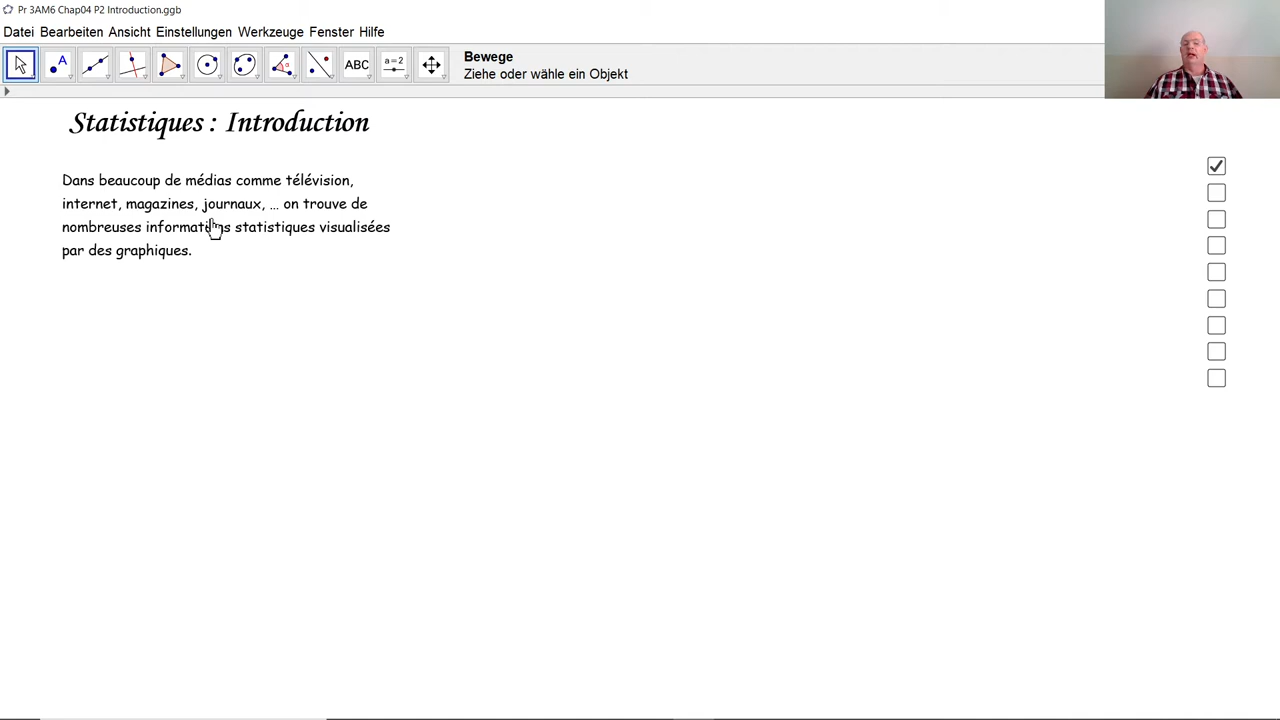 Pr 3AM6 Chap04 P2 Introduction.ggb
Datei Bearbeiten Ansicht Einstellungen Werkzeuge Fenster Hilfe
A
ABC
a=2
Bewege
Ziehe oder wähle ein Objekt
Statistiques : Introduction
Dans beaucoup de médias comme télévision,
internet, magazines, journaux, ... on trouve de
nombreuses informations statistiques visualisées
par des graphiques.